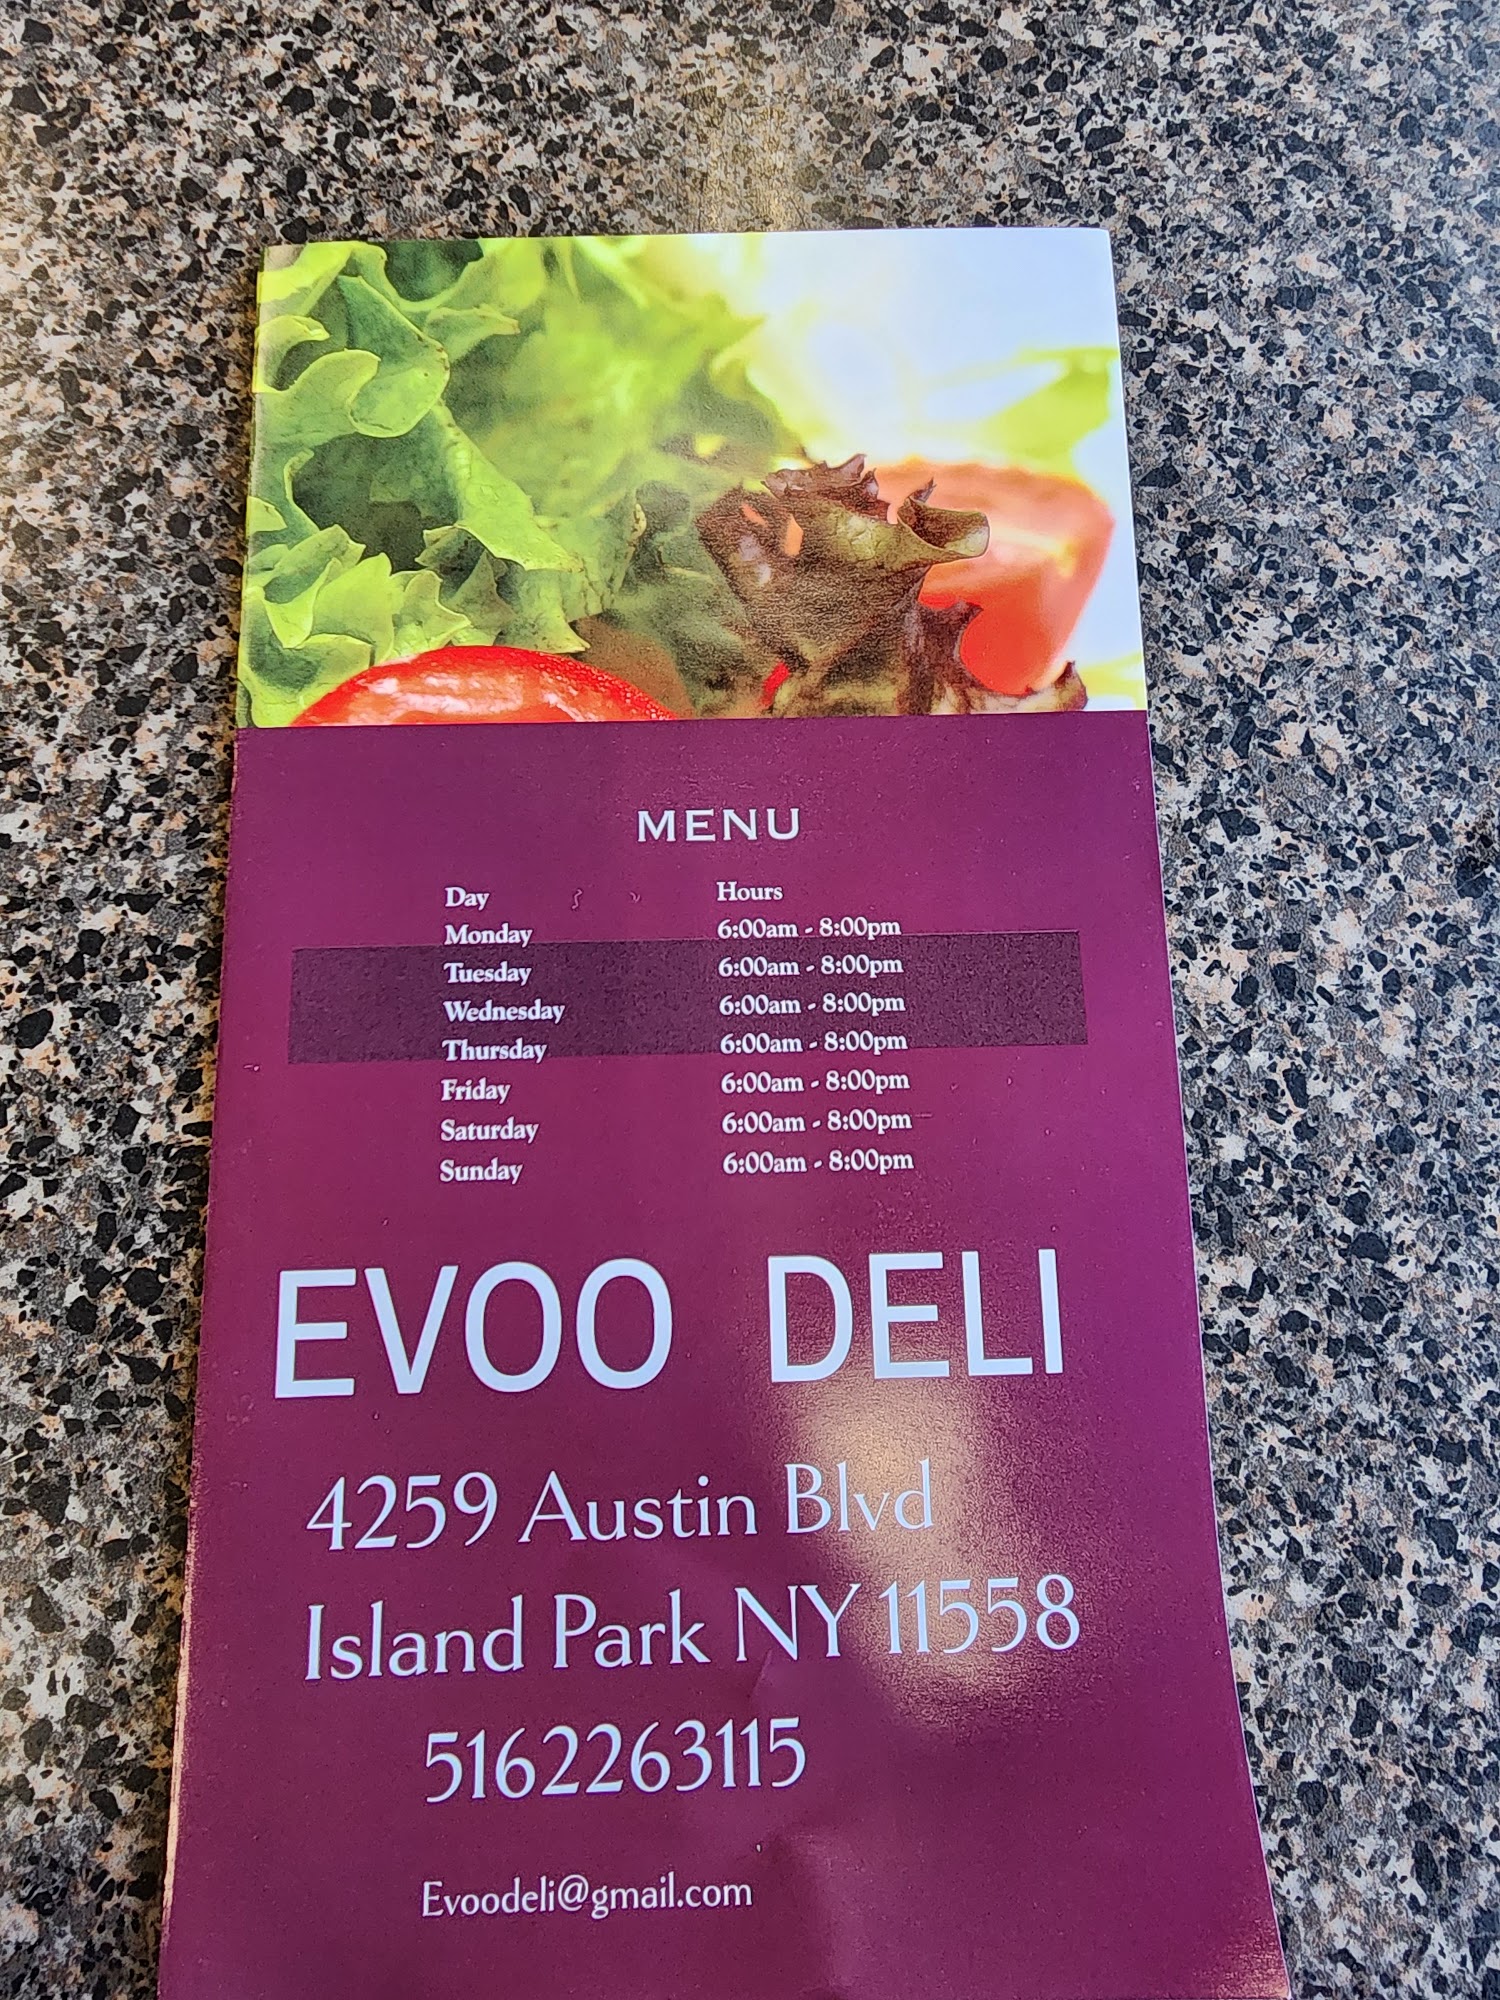 MENU
Day Hours
Monday 6:00am - 8:00pm
Tuesday 6:00am - 8:00pm
Wednesday 6:00am - 8:00pm
Thursday 6:00am - 8:00pm
Friday 6:00am - 8:00pm
Saturday 6:00am - 8:00pm
Sunday 6:00am - 8:00pm
EVOO DELI
4259 Austin Blvd
Island Park NY 11558
5162263115
Evoodeli@gmail.com